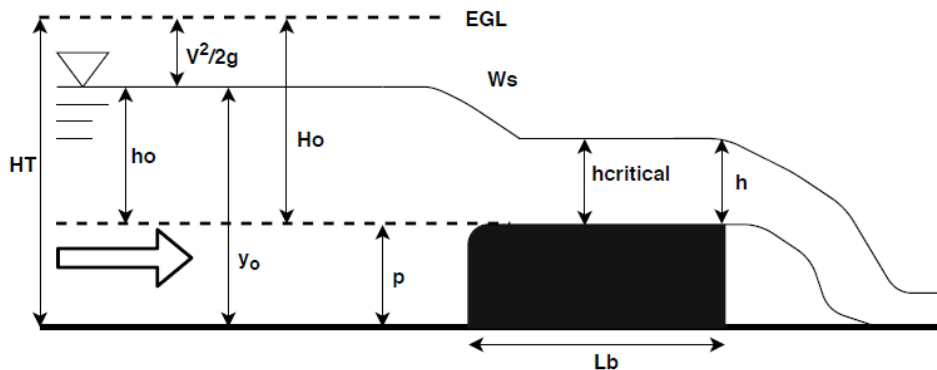 EGL
V²/2g
Ws
Ho
HT
ho
hcritical
h
yₒ
p
Lb